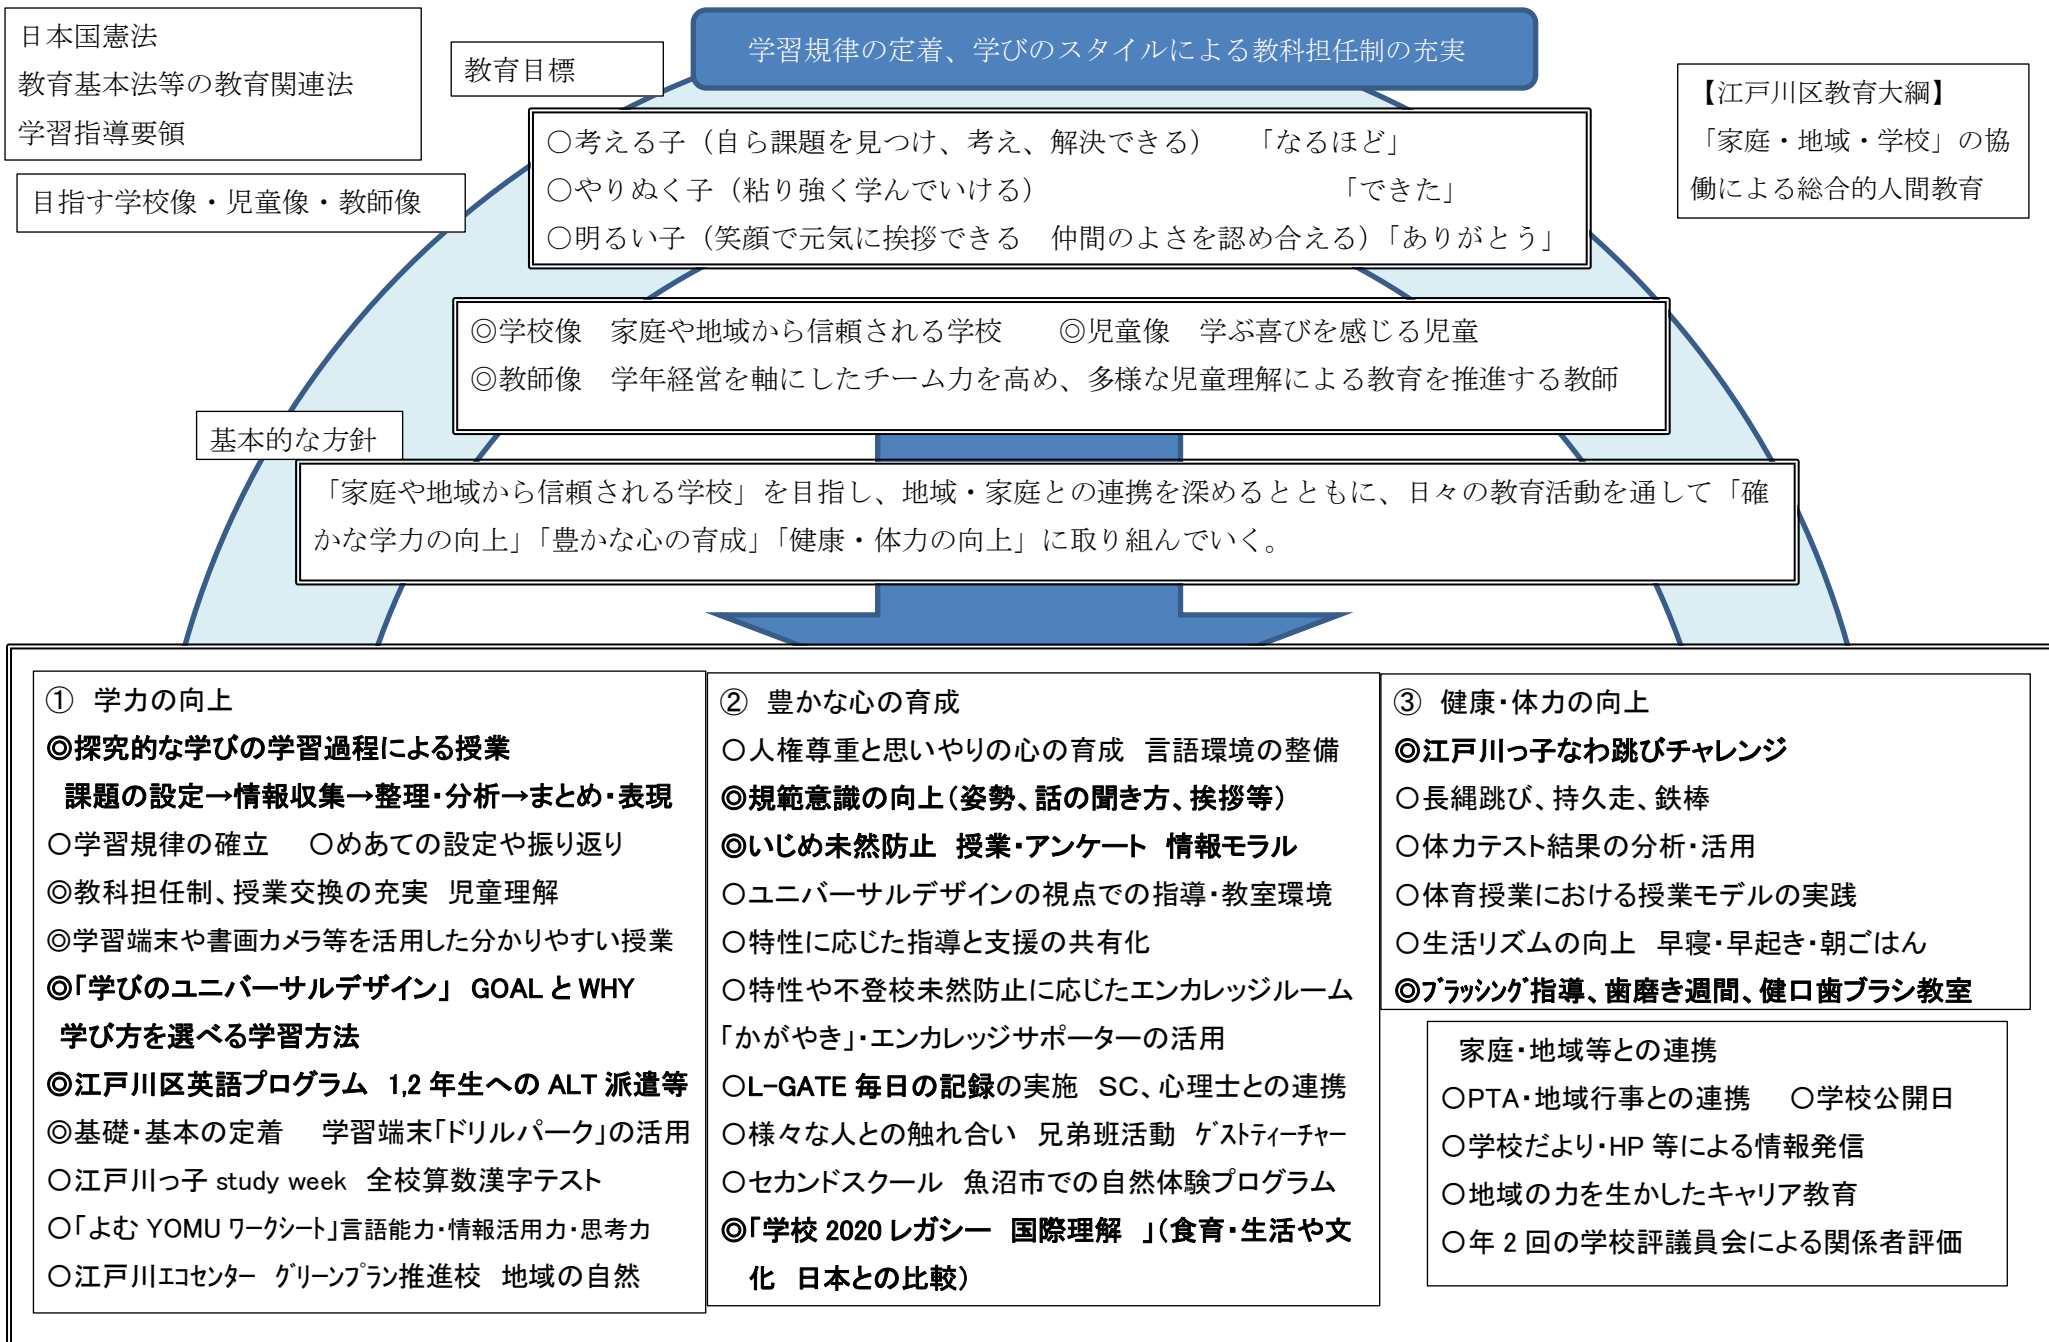 日本国憲法
教育基本法等の教育関連法
学習指導要領
教育目標
学習規律の定着、学びのスタイルによる教科担任制の充実
【江戸川区教育大綱】
「家庭・地域・学校」の協
働による総合的人間教育
目指す学校像・児童像・教師像
○考える子（自ら課題を見つけ、考え、解決できる）　「なるほど」
○やりぬく子（粘り強く学んでいける）　「できた」
○明るい子（笑顔で元気に挨拶できる　仲間のよさを認め合える）「ありがとう」
◎学校像　家庭や地域から信頼される学校　　◎児童像　学ぶ喜びを感じる児童
◎教師像　学年経営を軸にしたチーム力を高め、多様な児童理解による教育を推進する教師
基本的な方針
「家庭や地域から信頼される学校」を目指し、地域・家庭との連携を深めるとともに、日々の教育活動を通して「確
かな学力の向上」「豊かな心の育成」「健康・体力の向上」に取り組んでいく。
①　学力の向上
◎探究的な学びの学習過程による授業
課題の設定→情報収集→整理・分析→まとめ・表現
○学習規律の確立　　○めあての設定や振り返り
◎教科担任制、授業交換の充実　児童理解
◎学習端末や書画カメラ等を活用した分かりやすい授業
◎「学びのユニバーサルデザイン」　GOAL と WHY
学び方を選べる学習方法
◎江戸川区英語プログラム　1,2 年生への ALT 派遣等
◎基礎・基本の定着　　学習端末「ドリルパーク」の活用
○江戸川っ子 study week　全校算数漢字テスト
○「よむ YOMU ワークシート」言語能力・情報活用力・思考力
○江戸川ｴｺｾﾝﾀｰ　ｸﾞﾘｰﾝﾌﾟﾗﾝ推進校　地域の自然
②　豊かな心の育成
○人権尊重と思いやりの心の育成　言語環境の整備
◎規範意識の向上（姿勢、話の聞き方、挨拶等）
◎いじめ未然防止　授業・アンケート　情報モラル
○ユニバーサルデザインの視点での指導・教室環境
○特性に応じた指導と支援の共有化
○特性や不登校未然防止に応じたエンカレッジルーム
「かがやき」・エンカレッジサポーターの活用
○L-GATE 毎日の記録の実施　SC、心理士との連携
○様々な人との触れ合い　兄弟班活動　ｹﾞｽﾄﾃｨｰﾁｬｰ
○セカンドスクール　魚沼市での自然体験プログラム
◎「学校 2020 レガシー　国際理解　」（食育・生活や文
化　日本との比較）
③　健康・体力の向上
◎江戸川っ子なわ跳びチャレンジ
○長縄跳び、持久走、鉄棒
○体力テスト結果の分析・活用
○体育授業における授業モデルの実践
○生活リズムの向上　早寝・早起き・朝ごはん
◎ﾌﾞﾗｯｼﾝｸﾞ指導、歯磨き週間、健口歯ブラシ教室
家庭・地域等との連携
○PTA・地域行事との連携　　○学校公開日
○学校だより・HP 等による情報発信
○地域の力を生かしたキャリア教育
○年 2 回の学校評議員会による関係者評価